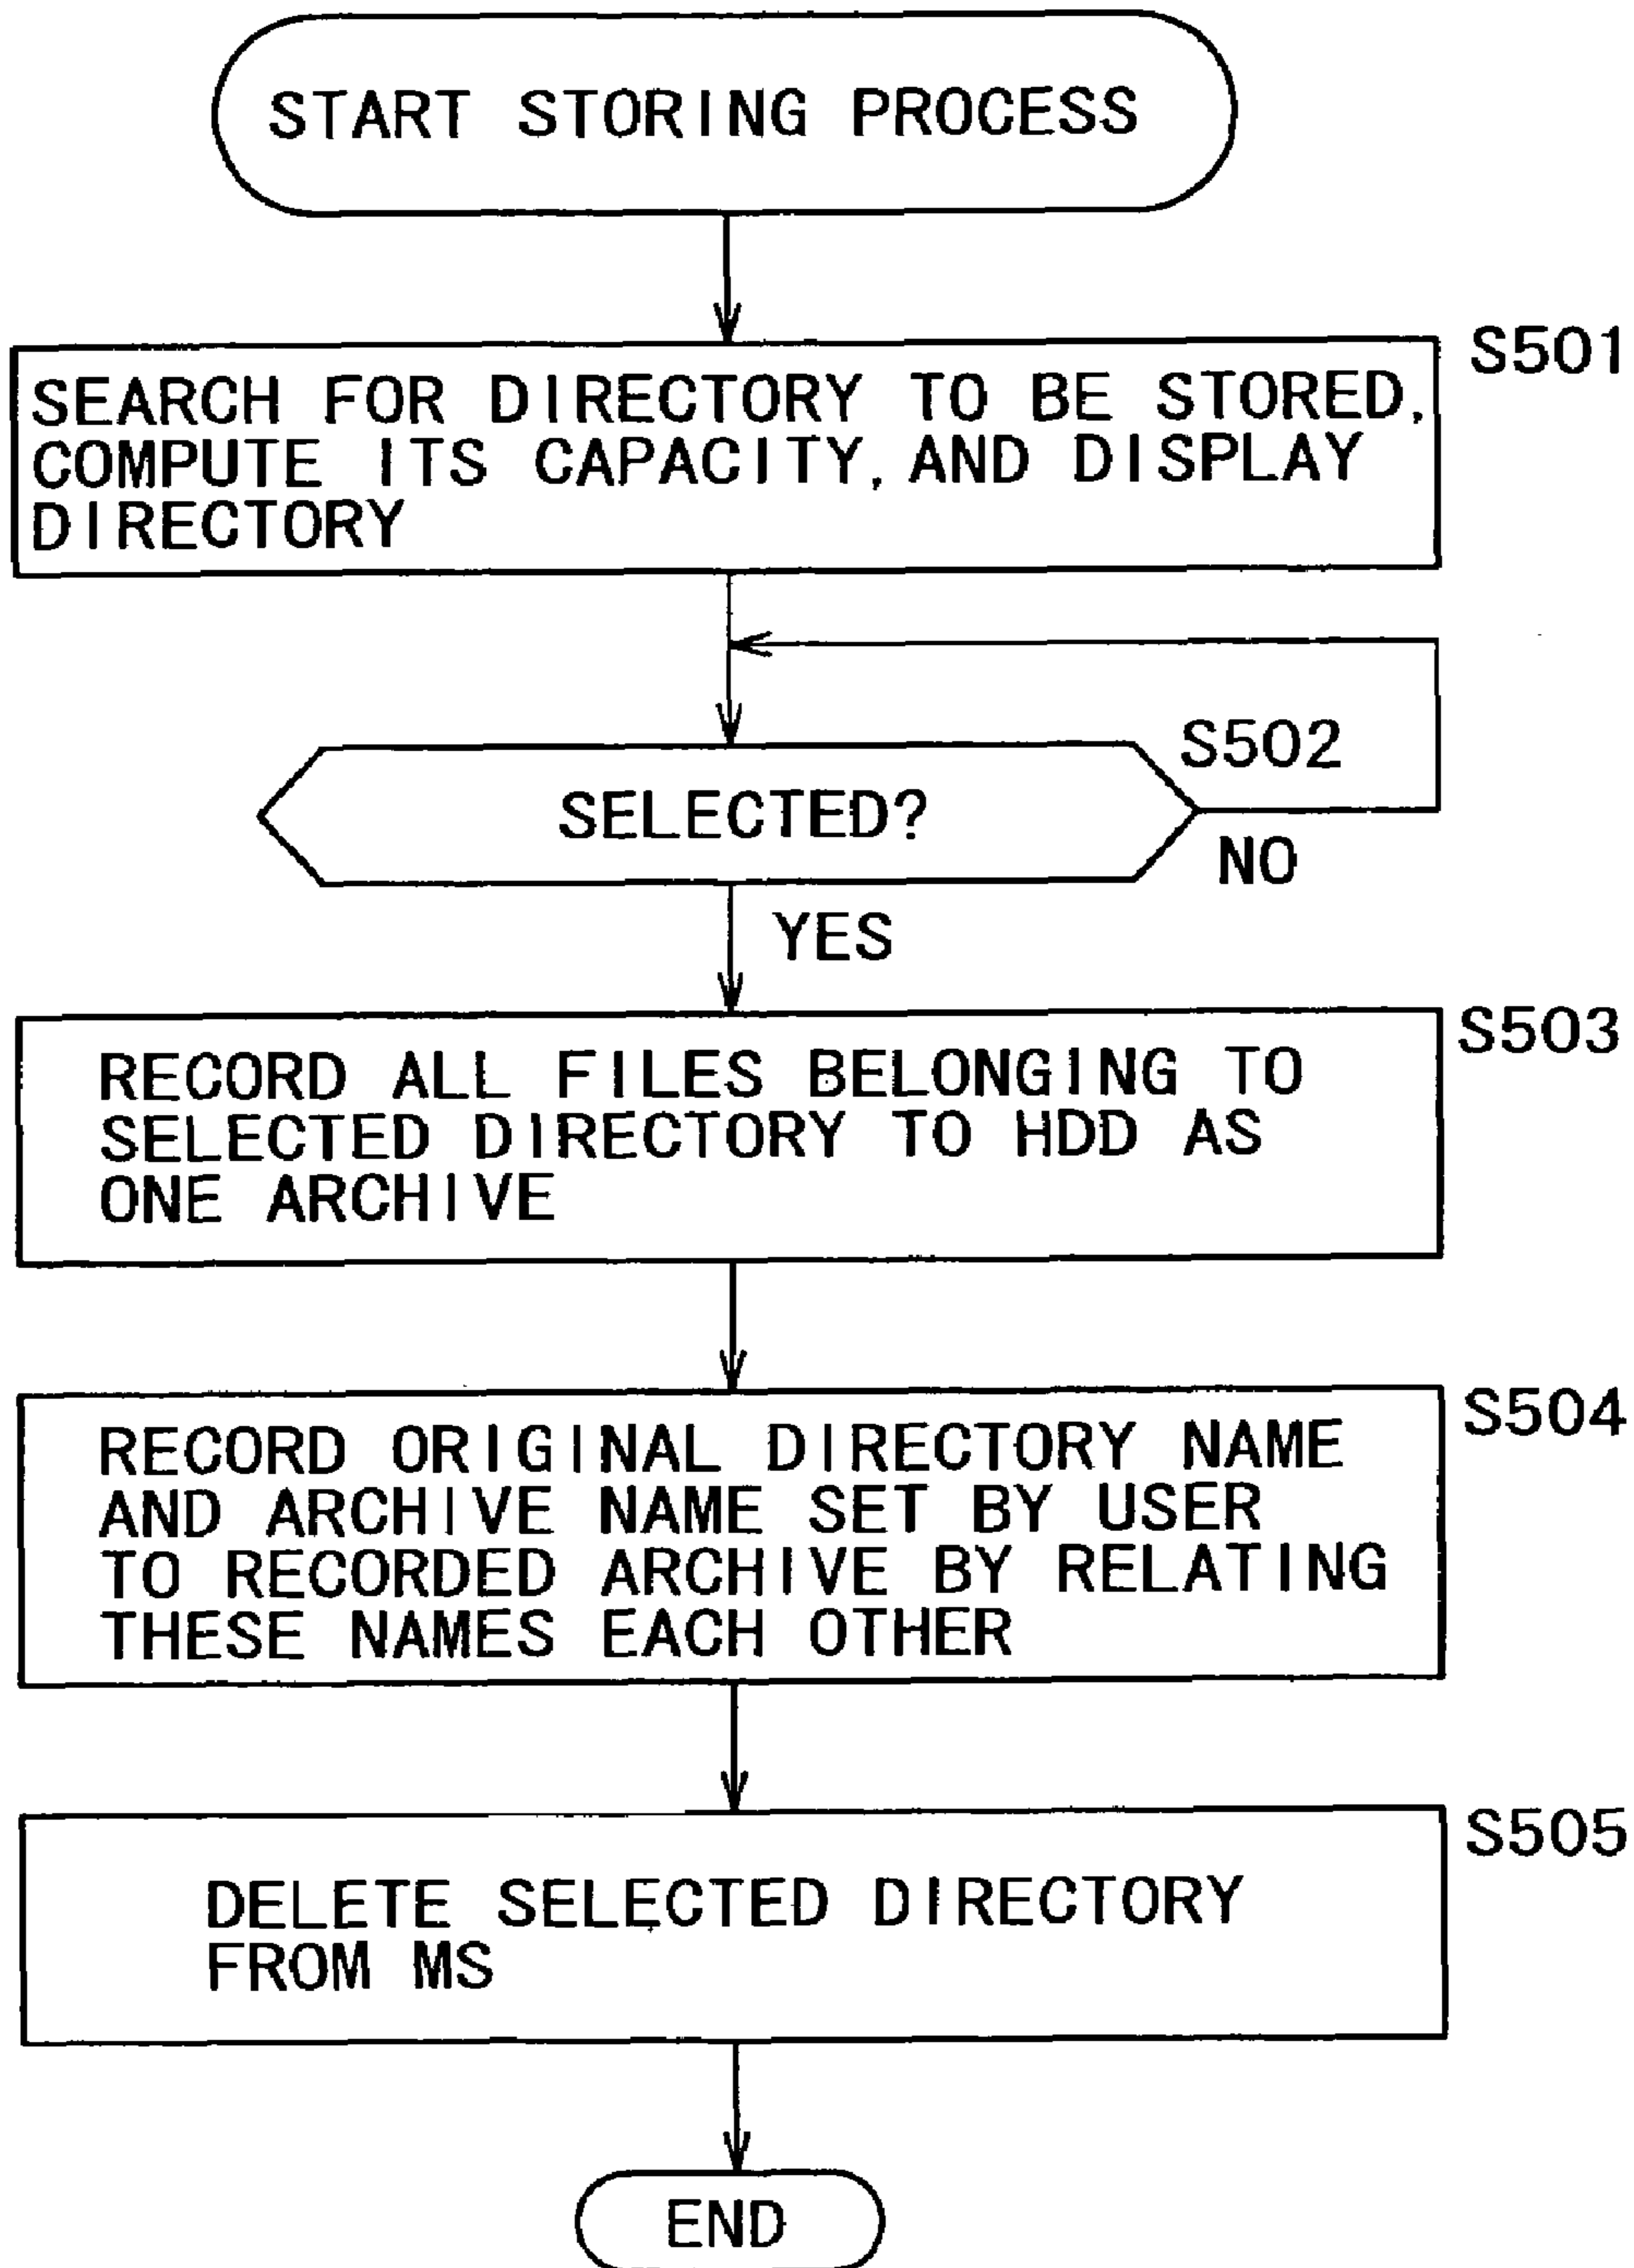 START STORING PROCESS
S501
SEARCH FOR DIRECTORY TO BE STORED,
COMPUTE ITS CAPACITY, AND DISPLAY
DIRECTORY
S502
SELECTED?
NO
YES
S503
RECORD ALL FILES BELONGING TO
SELECTED DIRECTORY TO HDD AS
ONE ARCHIVE
S504
RECORD ORIGINAL DIRECTORY NAME
AND ARCHIVE NAME SET BY USER
TO RECORDED ARCHIVE BY RELATING
THESE NAMES EACH OTHER
S505
DELETE SELECTED DIRECTORY
FROM MS
END